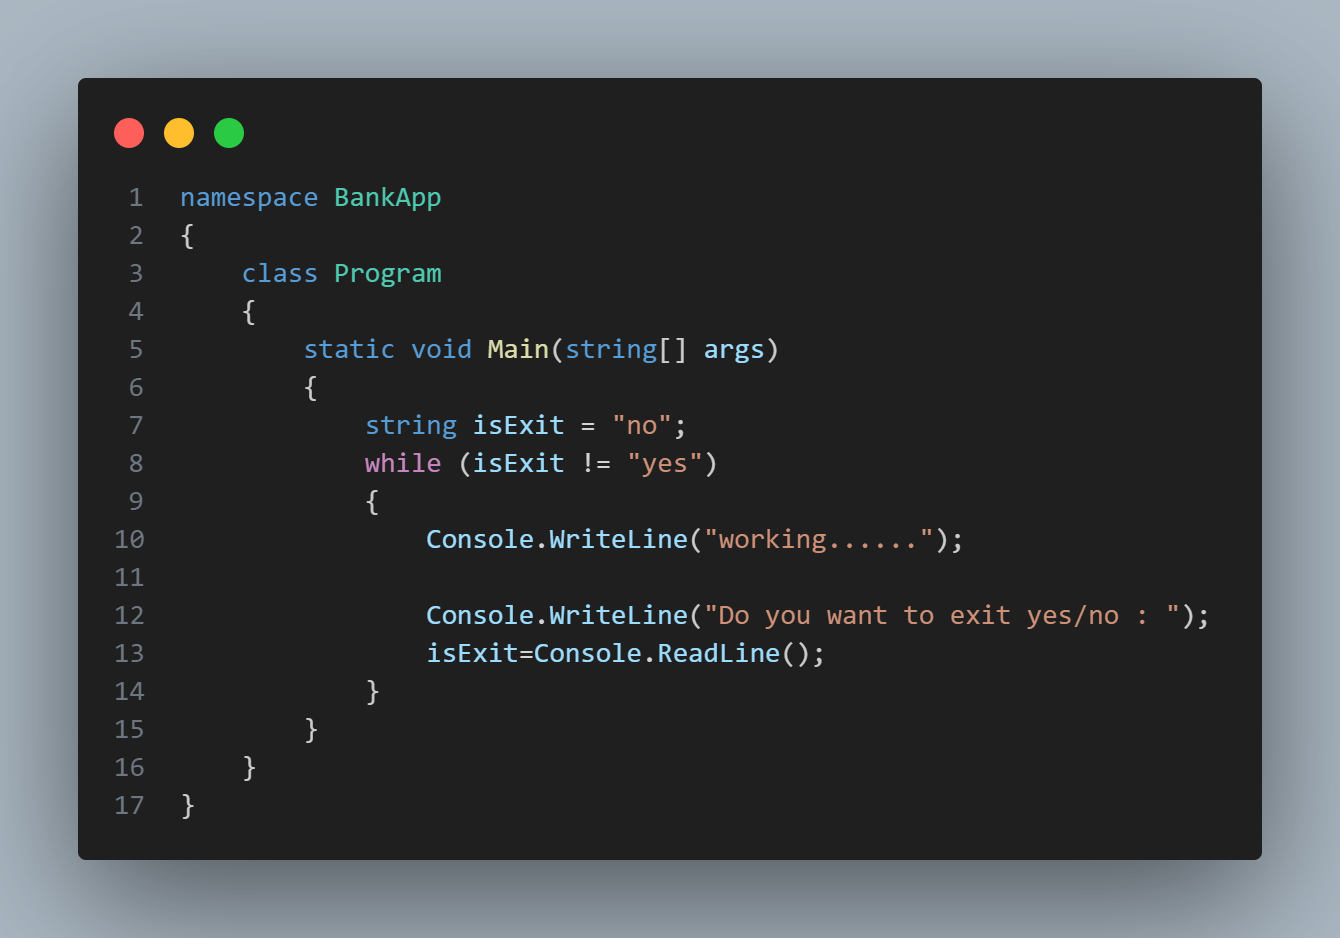 1 namespace BankApp
2 {
3     class Program
4     {
5         static void Main(string[] args)
6         {
7             string isExit = "no";
8             while (isExit != "yes")
9             {
10                 Console.WriteLine("working......");
11
12                 Console.WriteLine("Do you want to exit yes/no : ");
13                 isExit=Console.ReadLine();
14             }
15         }
16     }
17 }